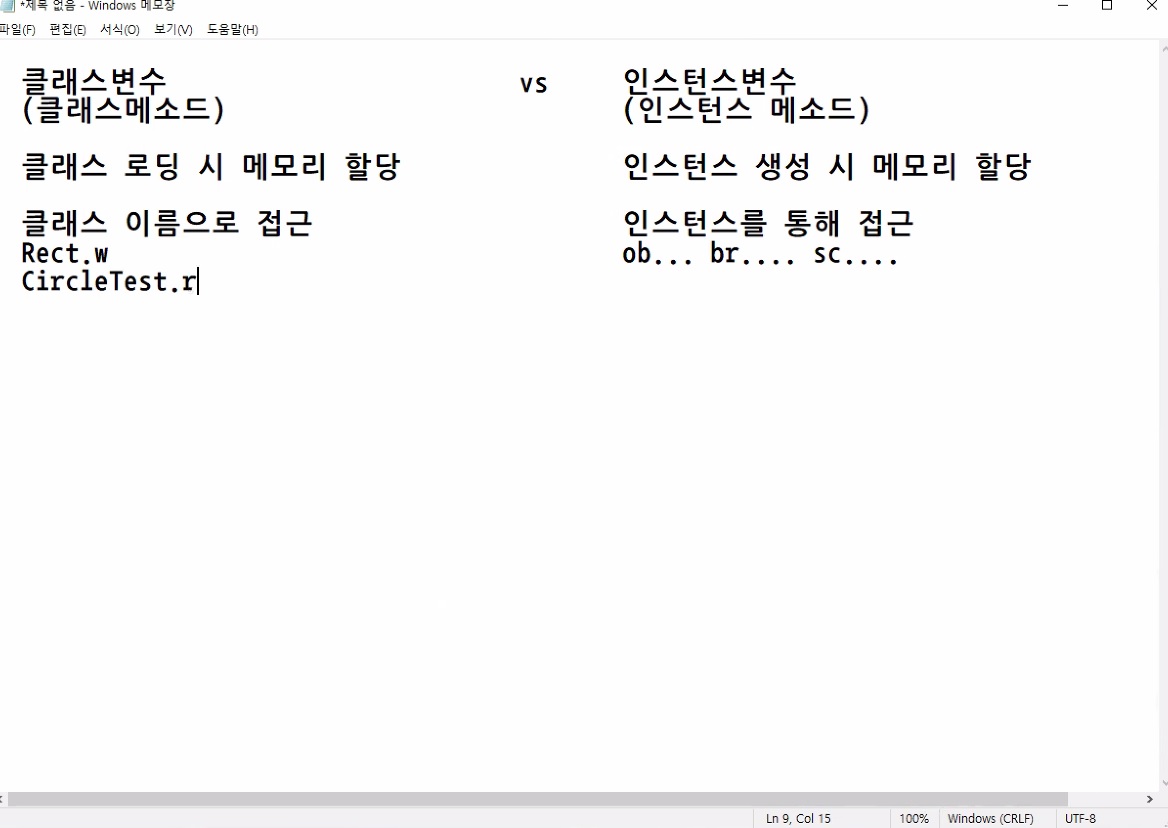 *제목 없음 - Windows 메모장
파일(F) 편집(E) 서식(O) 보기(V) 도움말(H)
클래스변수 vs 인스턴스변수
(클래스메소드) (인스턴스 메소드)
클래스 로딩 시 메모리 할당 인스턴스 생성 시 메모리 할당
클래스 이름으로 접근 인스턴스를 통해 접근
Rect.w ob... br.... sc....
CircleTest.r
Ln 9, Col 15 100% Windows (CRLF) UTF-8